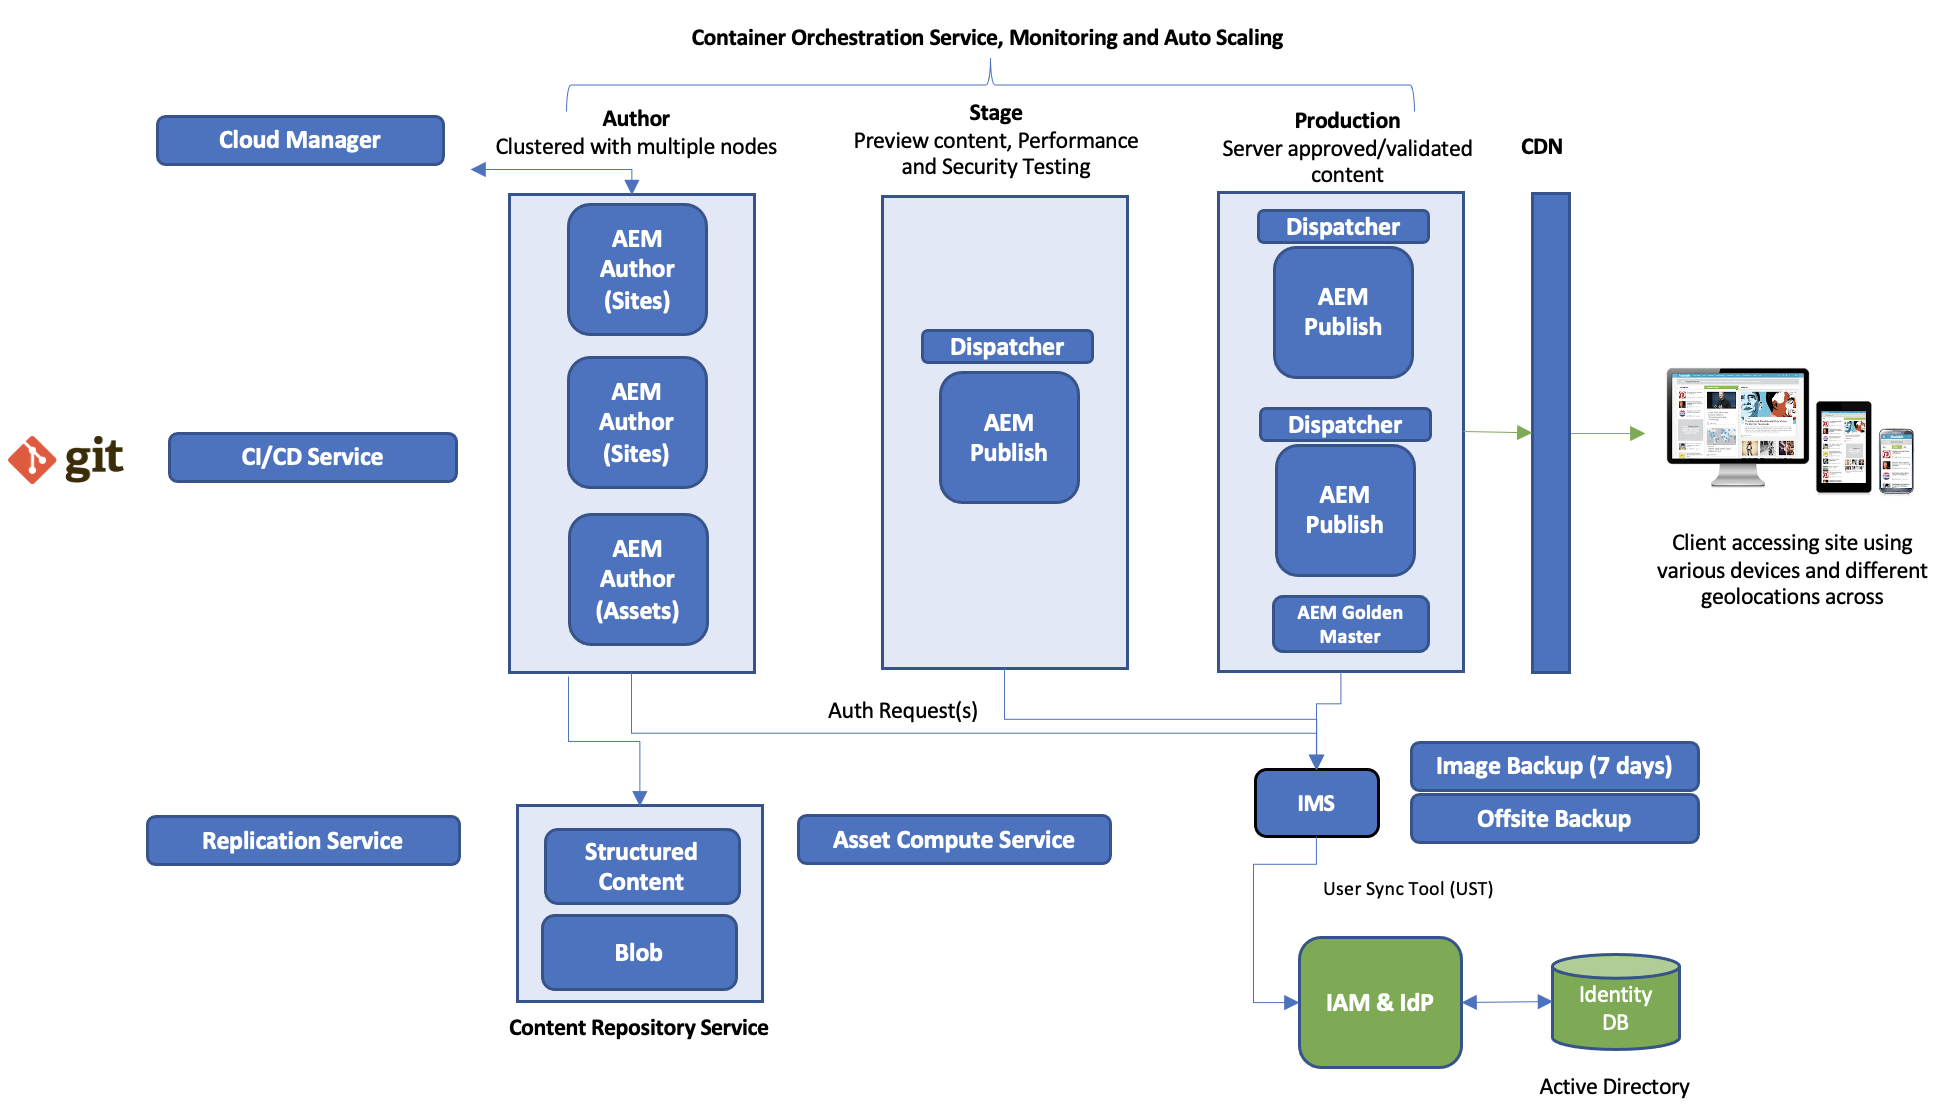 Container Orchestration Service, Monitoring and Auto Scaling
Cloud Manager
Author
Clustered with multiple nodes
Stage
Preview content, Performance
and Security Testing
Production
Server approved/validated
content
CDN
AEM
Author
(Sites)
AEM
Author
(Sites)
AEM
Author
(Assets)
Dispatcher
AEM
Publish
Dispatcher
AEM
Publish
Dispatcher
AEM
Publish
AEM Golden
Master
git
CI/CD Service
Client accessing site using
various devices and different
geolocations across
Auth Request(s)
Replication Service
Structured
Content
Blob
Content Repository Service
Asset Compute Service
IMS
Image Backup (7 days)
Offsite Backup
User Sync Tool (UST)
IAM & IdP
Identity
DB
Active Directory